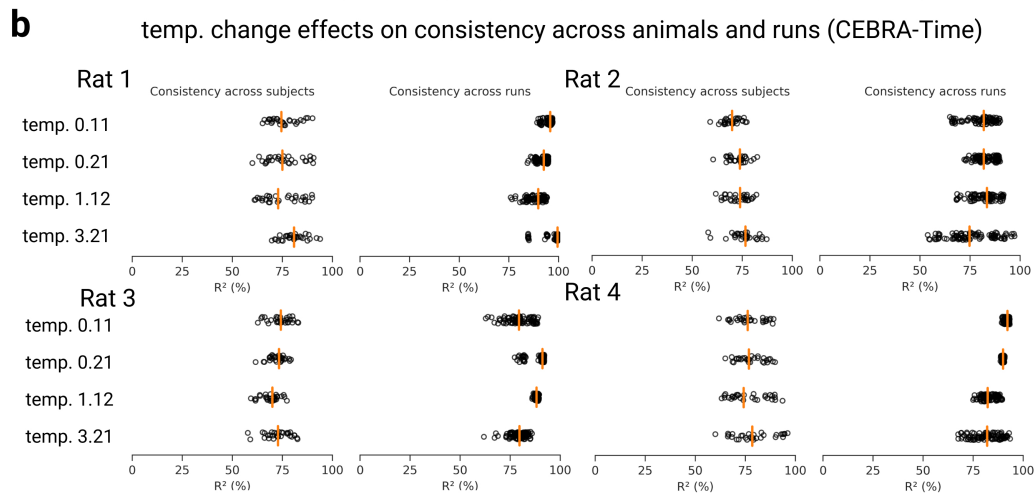 b
temp. change effects on consistency across animals and runs (CEBRA-Time)
Rat 1
Consistency across subjects
Consistency across runs
Rat 2
Consistency across subjects
Consistency across runs
temp. 0.11
temp. 0.21
temp. 1.12
temp. 3.21
0 25 50 75 100
0 25 50 75 100
0 25 50 75 100
0 25 50 75 100
R² (%)
R² (%)
R² (%)
R² (%)
Rat 3
Rat 4
temp. 0.11
temp. 0.21
temp. 1.12
temp. 3.21
0 25 50 75 100
0 25 50 75 100
0 25 50 75 100
0 25 50 75 100
R² (%)
R² (%)
R² (%)
R² (%)